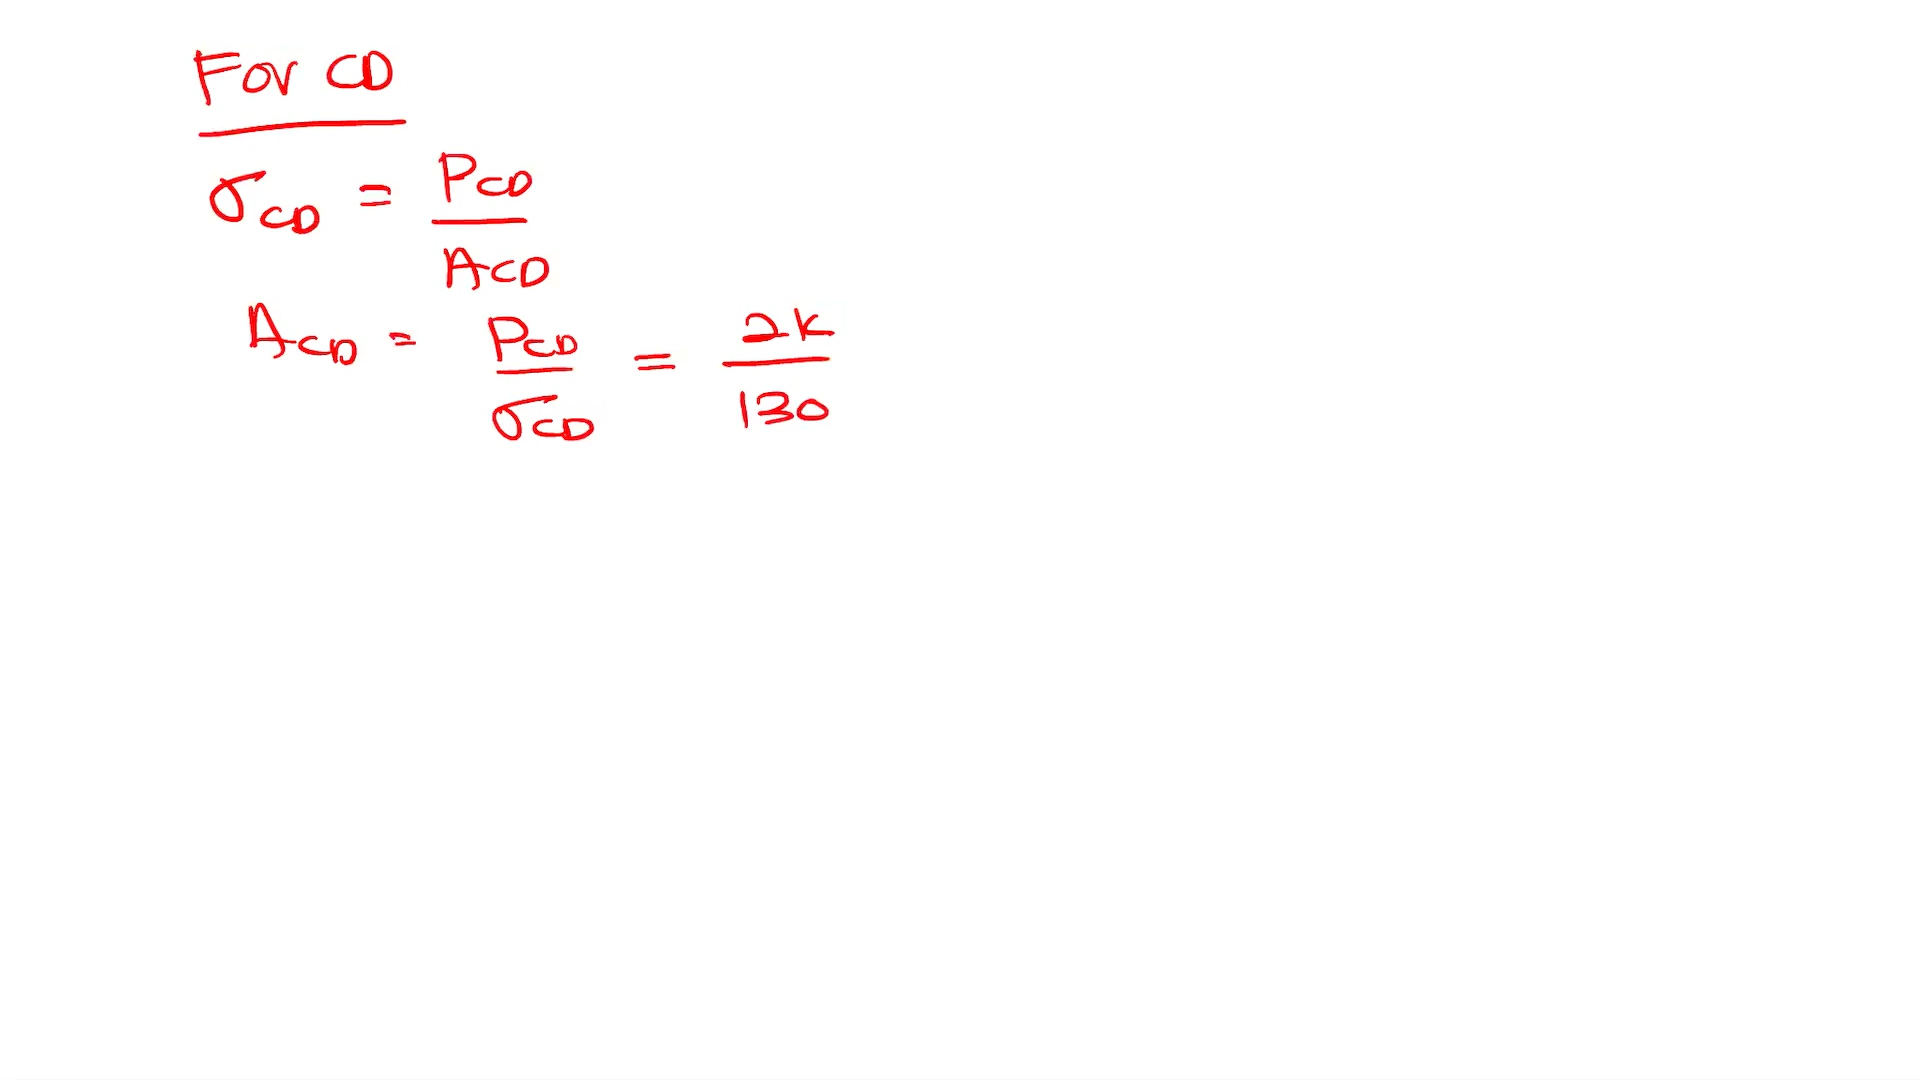 For CD
σCD = PCD / ACD
ACD = PCD / σCD = 2K / 130